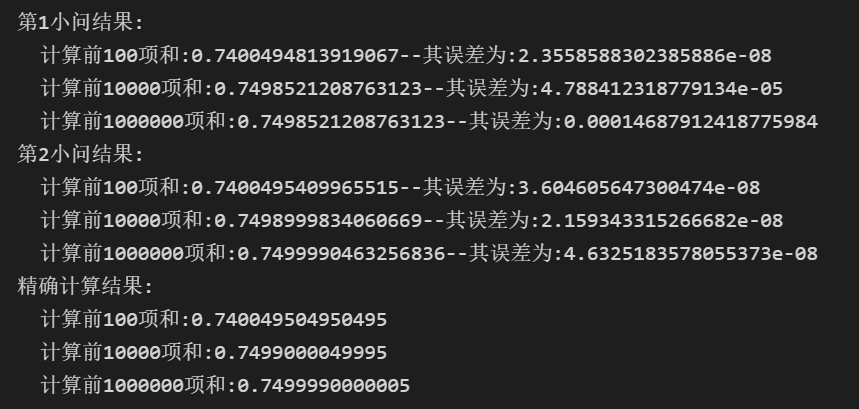 第1小问结果:
计算前100项和:0.7400494813919067--其误差为:2.3558588302385886e-08
计算前10000项和:0.7498521208763123--其误差为:4.788412318779134e-05
计算前1000000项和:0.7498521208763123--其误差为:0.00014687912418775984
第2小问结果:
计算前100项和:0.7400495409965515--其误差为:3.604605647300474e-08
计算前10000项和:0.7498999834060669--其误差为:2.159343315266682e-08
计算前1000000项和:0.7499990463256836--其误差为:4.6325183578055373e-08
精确计算结果:
计算前100项和:0.740049504950495
计算前10000项和:0.7499000049995
计算前1000000项和:0.7499990000005